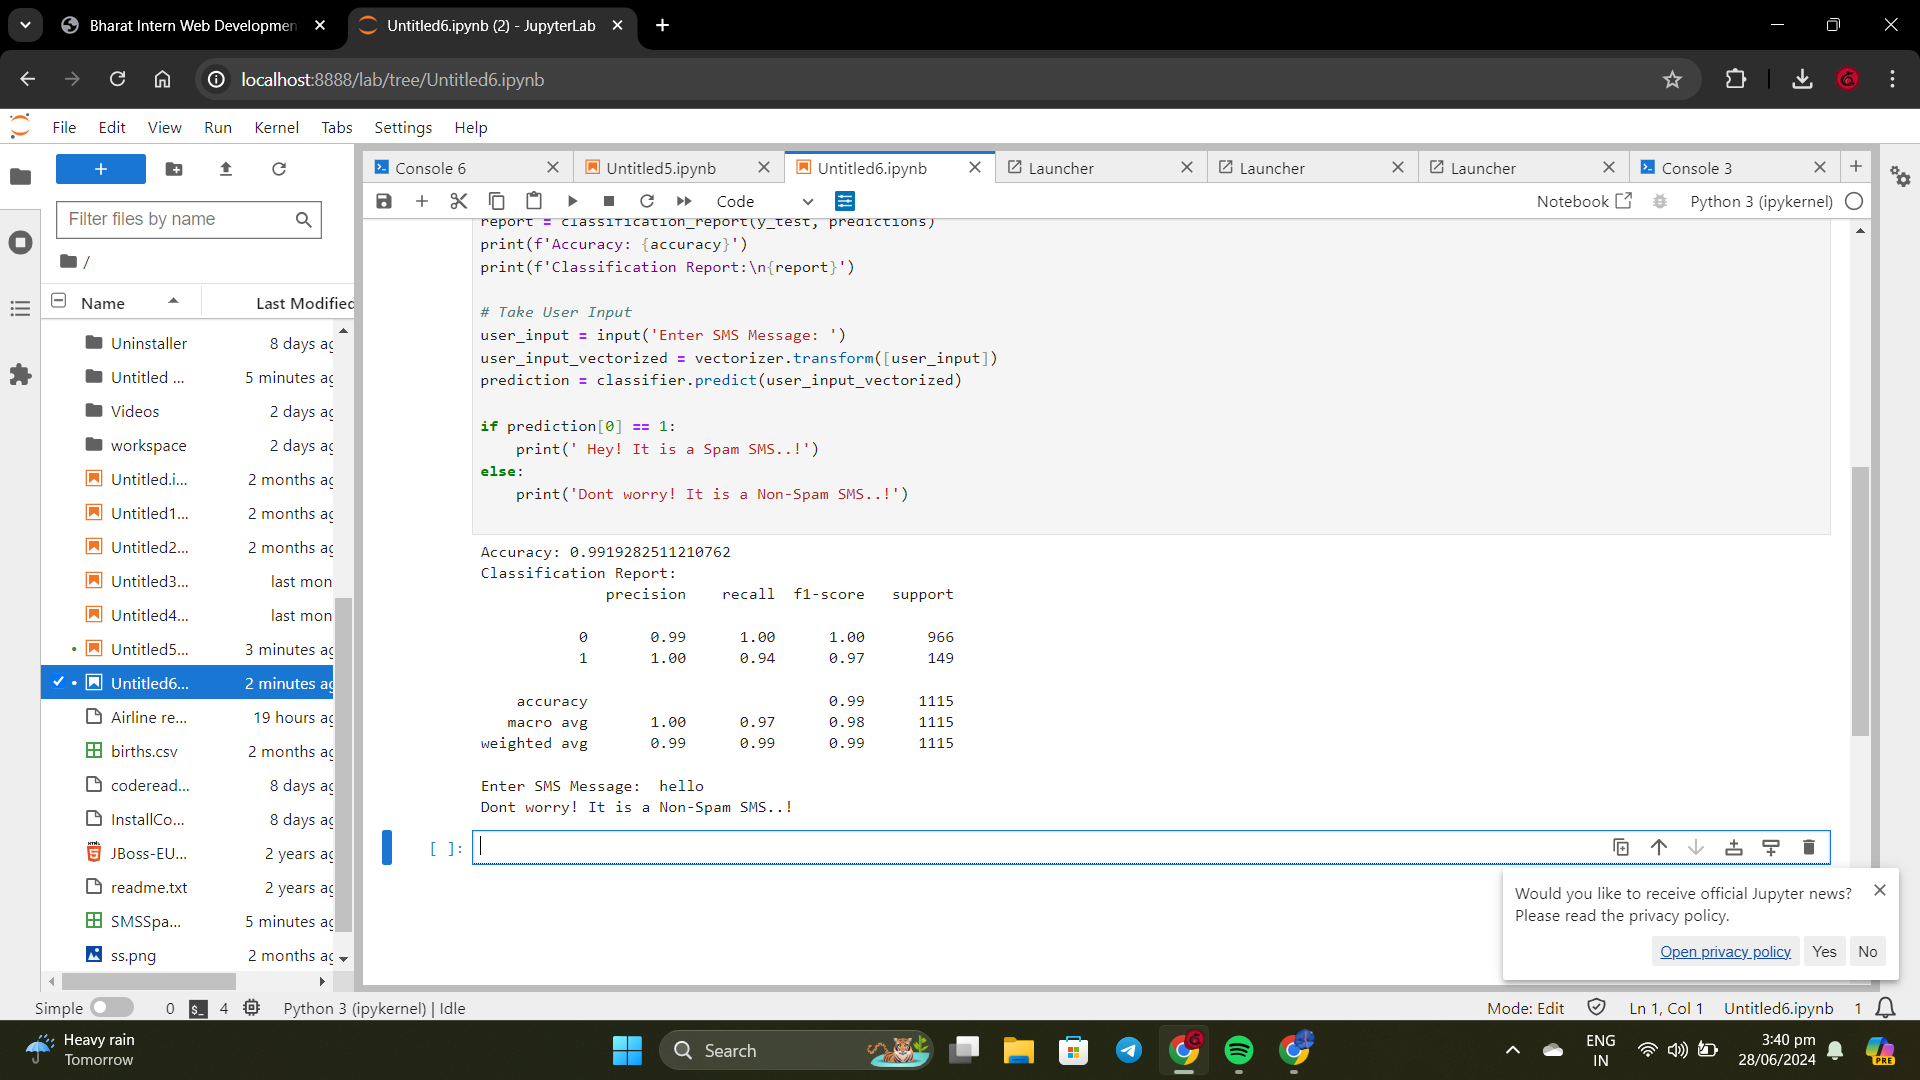 Bharat Intern Web Developmen
Untitled6.ipynb (2) - JupyterLab
localhost:8888/lab/tree/Untitled6.ipynb
File Edit View Run Kernel Tabs Settings Help
Console 6 Untitled5.ipynb Untitled6.ipynb Launcher Launcher Launcher Console 3
Code Notebook Python 3 (ipykernel)
Filter files by name
/
Name Last Modified
Uninstaller 8 days ag
Untitled ... 5 minutes ag
Videos 2 days ag
workspace 2 days ag
Untitled.i... 2 months ag
Untitled1... 2 months ag
Untitled2... 2 months ag
Untitled3... last mon
Untitled4... last mon
Untitled5... 3 minutes ag
Untitled6... 2 minutes ag
Airline re... 19 hours ag
births.csv 2 months ag
coderead... 8 days ag
InstallCo... 8 days ag
JBoss-EU... 2 years ag
readme.txt 2 years ag
SMSSpa... 5 minutes ag
ss.png 2 months ag
report = classification_report(y_test, predictions)
print(f'Accuracy: {accuracy}')
print(f'Classification Report:\n{report}')
# Take User Input
user_input = input('Enter SMS Message: ')
user_input_vectorized = vectorizer.transform([user_input])
prediction = classifier.predict(user_input_vectorized)
if prediction[0] == 1:
print(' Hey! It is a Spam SMS..!')
else:
print('Dont worry! It is a Non-Spam SMS..!')
Accuracy: 0.9919282511210762
Classification Report:
precision recall f1-score support
0 0.99 1.00 1.00 966
1 1.00 0.94 0.97 149
accuracy 0.99 1115
macro avg 1.00 0.97 0.98 1115
weighted avg 0.99 0.99 0.99 1115
Enter SMS Message: hello
Dont worry! It is a Non-Spam SMS..!
[ ]:
Would you like to receive official Jupyter news?
Please read the privacy policy.
Open privacy policy Yes No
Simple 0 $_ 4 Python 3 (ipykernel) | Idle Mode: Edit Ln 1, Col 1 Untitled6.ipynb 1
Heavy rain
Tomorrow
Search
ENG
IN
3:40 pm
28/06/2024
PRE